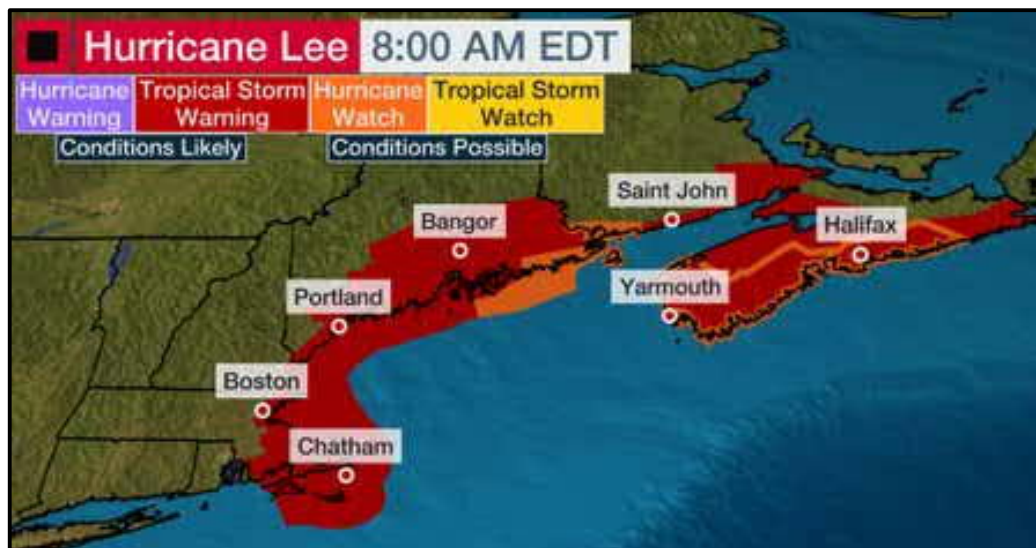 Hurricane Lee 8:00 AM EDT
Hurricane Warning
Tropical Storm Warning
Hurricane Watch
Tropical Storm Watch
Conditions Likely
Conditions Possible
Saint John
Bangor
Halifax
Portland
Yarmouth
Boston
Chatham